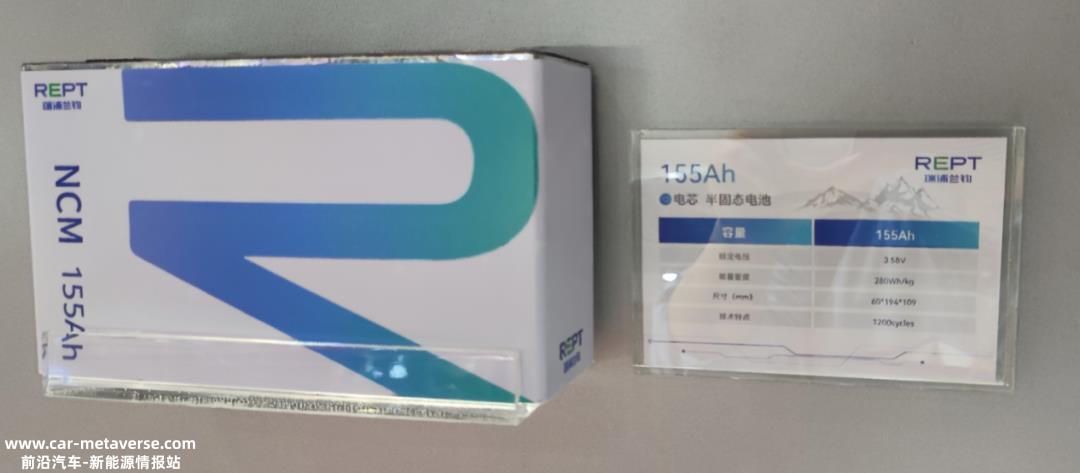 REPT
瑞浦兰钧
NCM 155Ah
REPT
瑞浦兰钧
155Ah
REPT
瑞浦兰钧
电芯 半固态电池
容量 155Ah
标定电压 3.58V
能量密度 280Wh/kg
尺寸（mm） 60*194*109
技术特点 1200cycles
www.car-metaverse.com
前沿汽车-新能源情报站